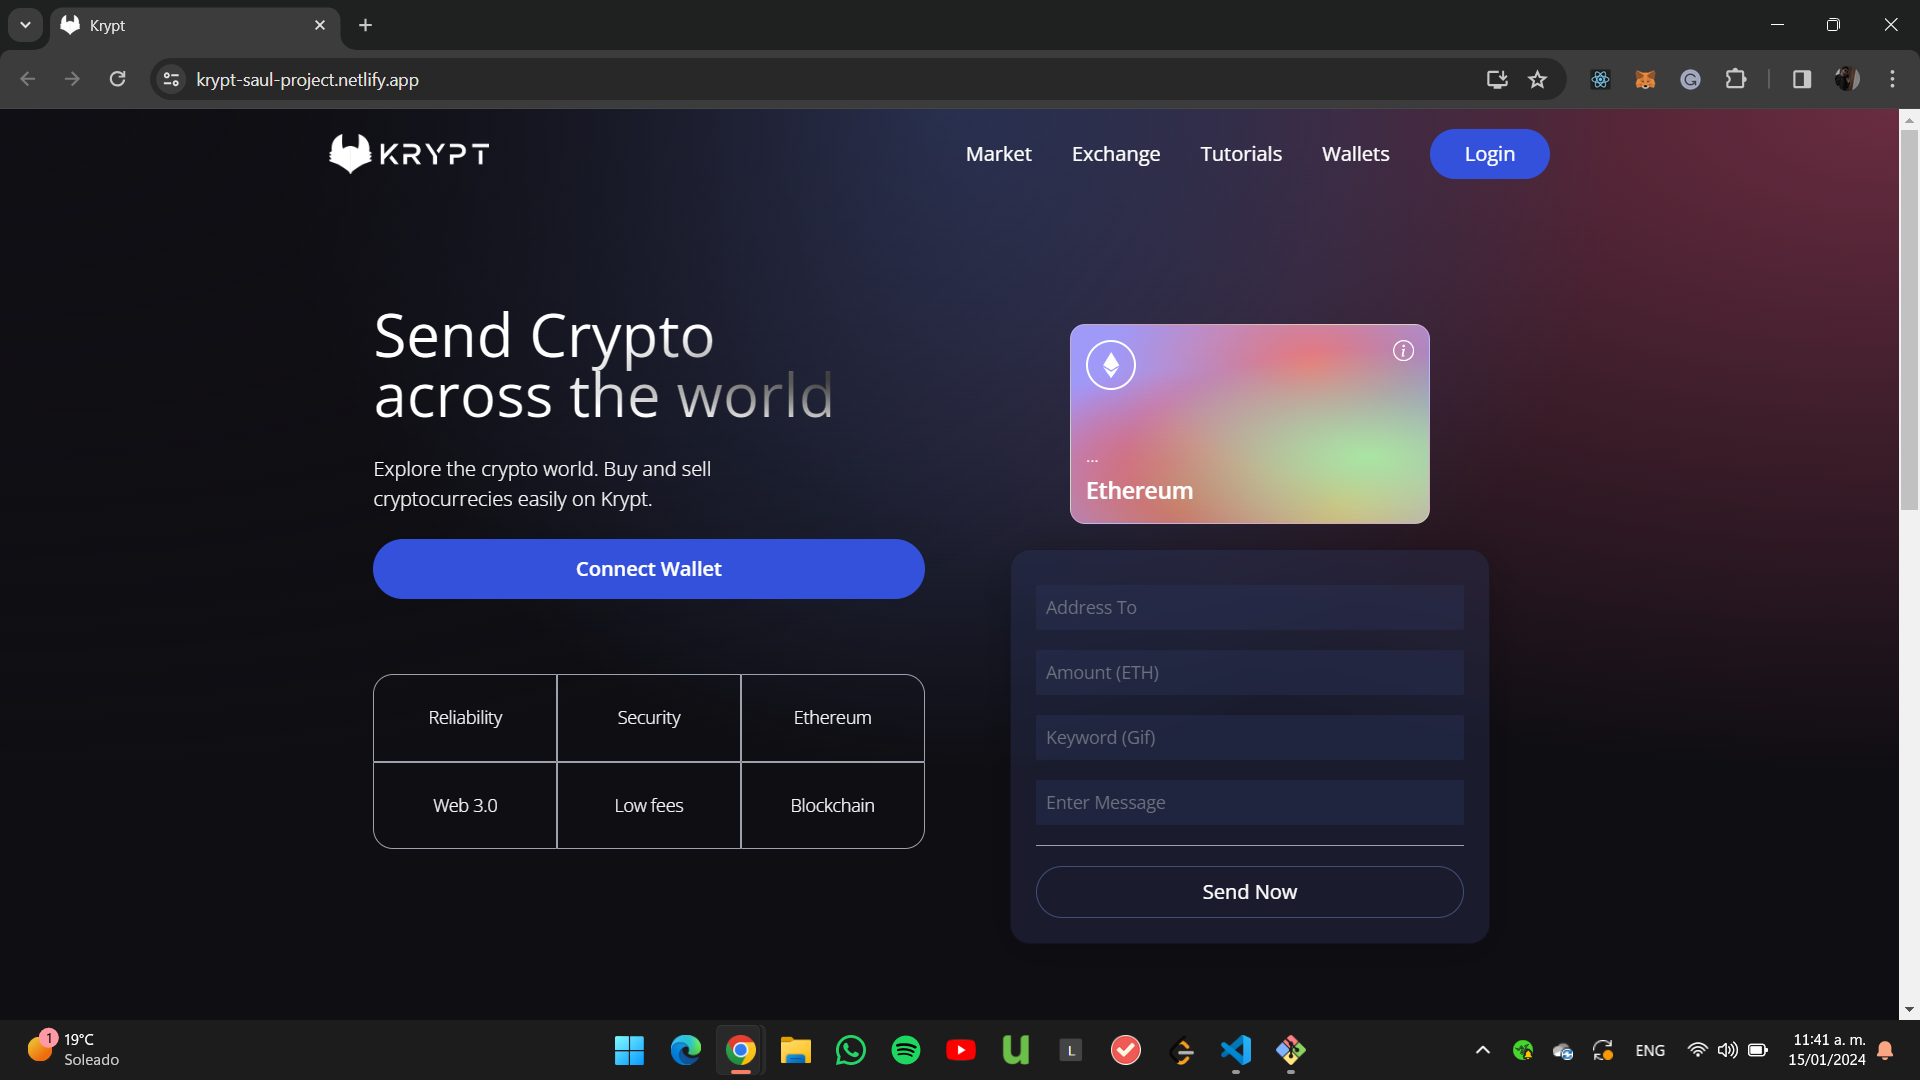 Krypt
krypt-saul-project.netlify.app
KRYPT
Market
Exchange
Tutorials
Wallets
Login
Send Crypto
across the world
Explore the crypto world. Buy and sell
cryptocurrecies easily on Krypt.
Connect Wallet
Reliability
Security
Ethereum
Web 3.0
Low fees
Blockchain
...
Ethereum
Address To
Amount (ETH)
Keyword (Gif)
Enter Message
Send Now
1
19°C
Soleado
L
ENG
11:41 a. m.
15/01/2024